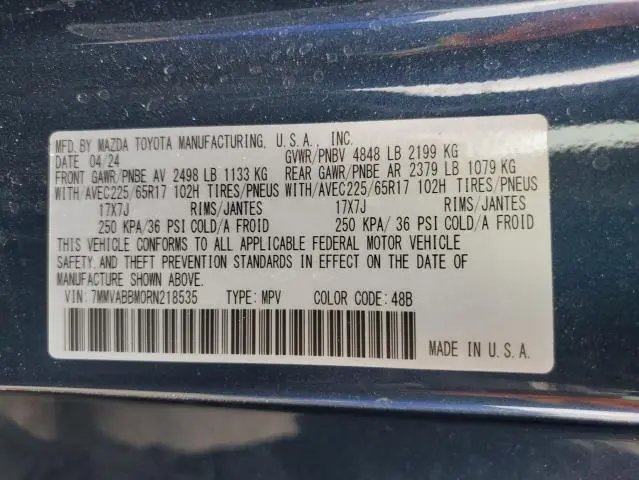 MFD. BY MAZDA TOYOTA MANUFACTURING, U.S.A., INC.
DATE 04/24 GVWR/PNBV 4848 LB 2199 KG
FRONT GAWR/PNBE AV 2498 LB 1133 KG REAR GAWR/PNBE AR 2379 LB 1079 KG
WITH/AVEC225/65R17 102H TIRES/PNEUS WITH/AVEC225/65R17 102H TIRES/PNEUS
17X7J RIMS/JANTES 17X7J RIMS/JANTES
250 KPA/36 PSI COLD/A FROID 250 KPA/ 36 PSI COLD/A FROID
THIS VEHICLE CONFORMS TO ALL APPLICABLE FEDERAL MOTOR VEHICLE
SAFETY,AND THEFT PREVENTION STANDARDS IN EFFECT ON THE DATE OF
MANUFACTURE SHOWN ABOVE.
VIN:7MMVABBM0RN218535 TYPE: MPV COLOR CODE:48B
MADE IN U.S.A.